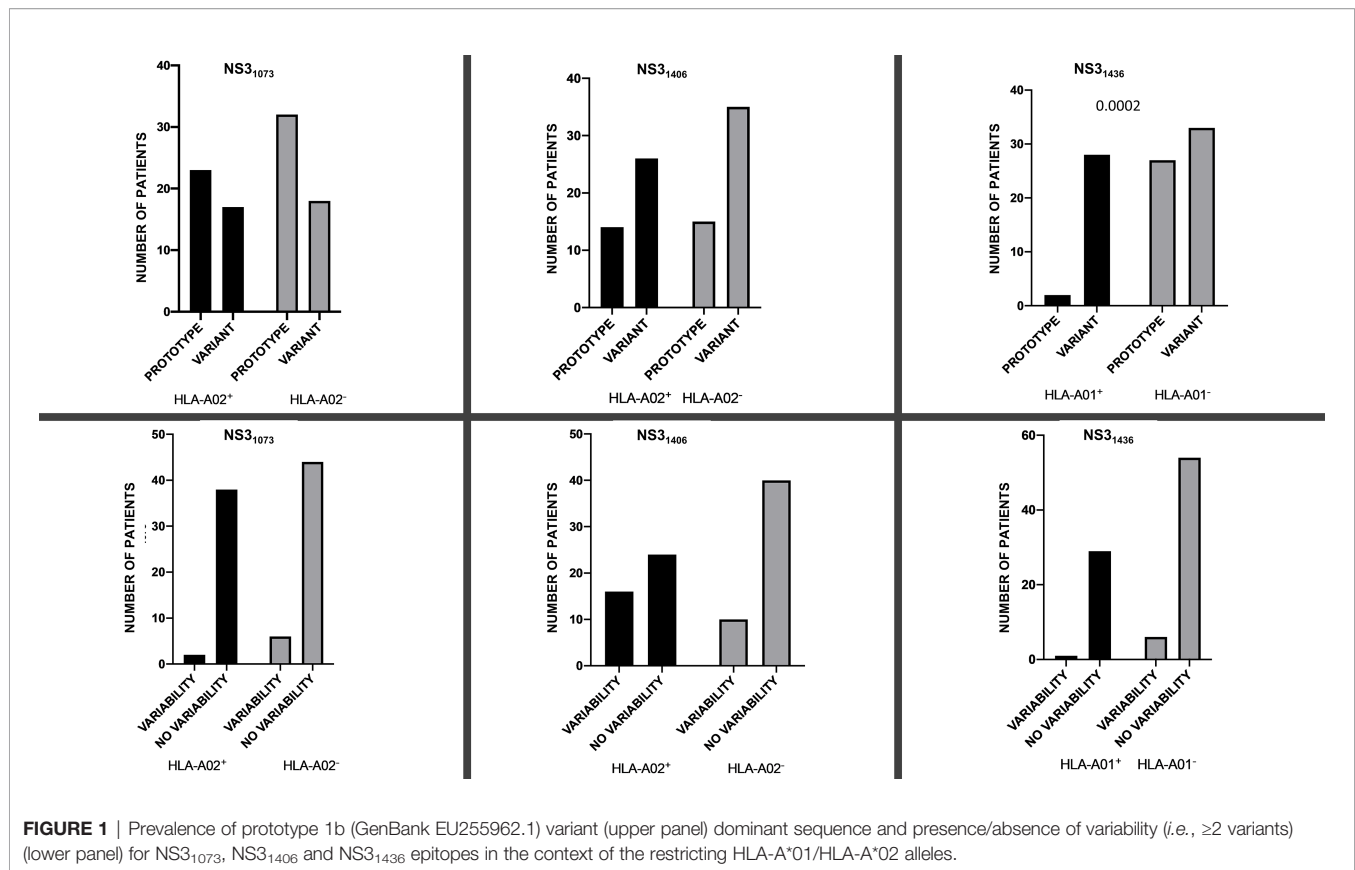 NS3₁₀₇₃
NUMBER OF PATIENTS
40
30
20
10
0
PROTOTYPE VARIANT PROTOTYPE VARIANT
HLA-A02⁺ HLA-A02⁻
NS3₁₄₀₆
NUMBER OF PATIENTS
40
30
20
10
0
PROTOTYPE VARIANT PROTOTYPE VARIANT
HLA-A02⁺ HLA-A02⁻
NS3₁₄₃₆
0.0002
NUMBER OF PATIENTS
40
30
20
10
0
PROTOTYPE VARIANT PROTOTYPE VARIANT
HLA-A01⁺ HLA-A01⁻
NS3₁₀₇₃
NUMBER OF PATIENTS
50
40
30
20
10
0
VARIABILITY NO VARIABILITY VARIABILITY NO VARIABILITY
HLA-A02⁺ HLA-A02⁻
NS3₁₄₀₆
NUMBER OF PATIENTS
50
40
30
20
10
0
VARIABILITY NO VARIABILITY VARIABILITY NO VARIABILITY
HLA-A02⁺ HLA-A02⁻
NS3₁₄₃₆
NUMBER OF PATIENTS
60
40
20
0
VARIABILITY NO VARIABILITY VARIABILITY NO VARIABILITY
HLA-A01⁺ HLA-A01⁻
FIGURE 1 | Prevalence of prototype 1b (GenBank EU255962.1) variant (upper panel) dominant sequence and presence/absence of variability (i.e., ≥2 variants)
(lower panel) for NS3₁₀₇₃, NS3₁₄₀₆ and NS3₁₄₃₆ epitopes in the context of the restricting HLA-A*01/HLA-A*02 alleles.